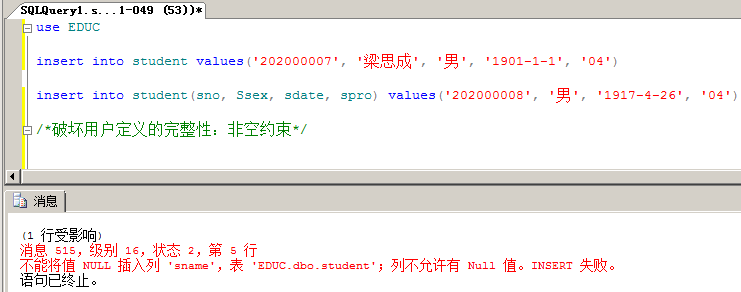 SQLQuery1.s...1-049 (53))*
use EDUC
insert into student values('202000007', '梁思成', '男', '1901-1-1', '04')
insert into student(sno, Ssex, sdate, spro) values('202000008', '男', '1917-4-26', '04')
/*破坏用户定义的完整性：非空约束*/
消息
(1 行受影响)
消息 515，级别 16，状态 2，第 5 行
不能将值 NULL 插入列 'sname'，表 'EDUC.dbo.student'；列不允许有 Null 值。INSERT 失败。
语句已终止。